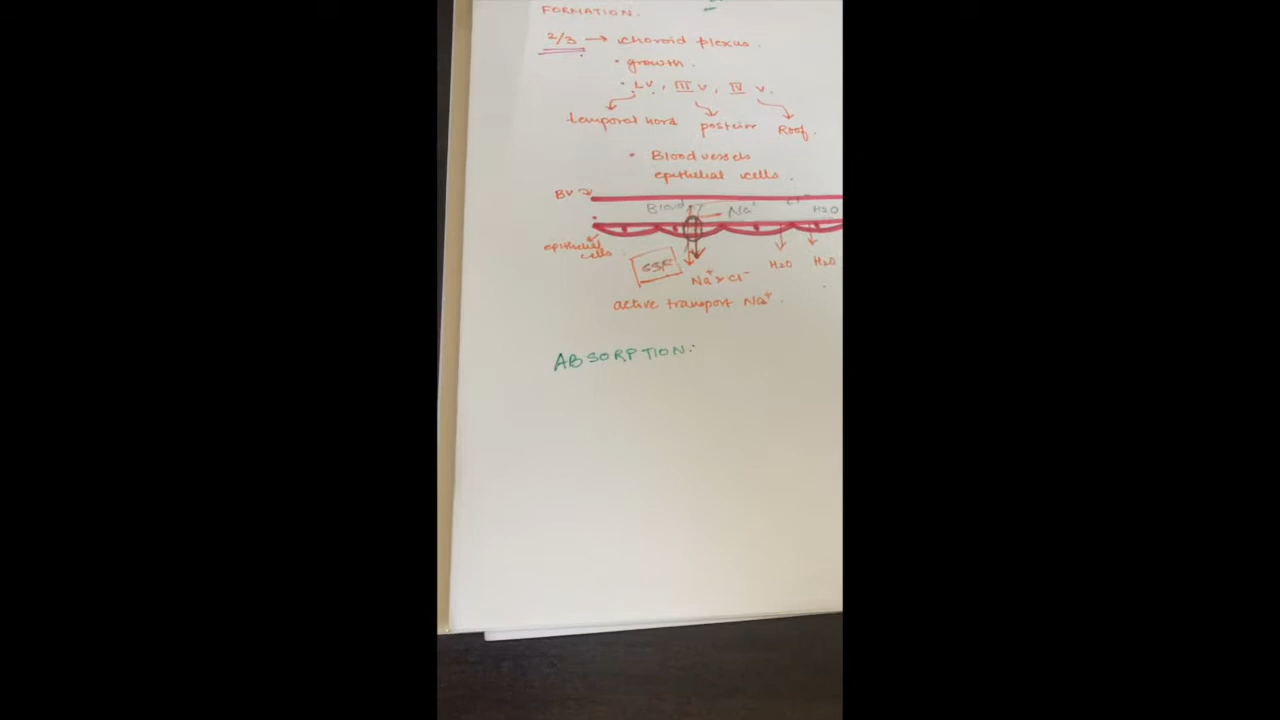 FORMATION.
2/3 → choroid plexus.
• growth.
• LV, III V, IV V.
temporal horn posterior Roof.
• Blood vessels
epithelial cells.
BV
Blood Na+ Cl-
H2O
epithelial
cells
CSF
Na+ Cl- H2O H2O
active transport Na+.
ABSORPTION: